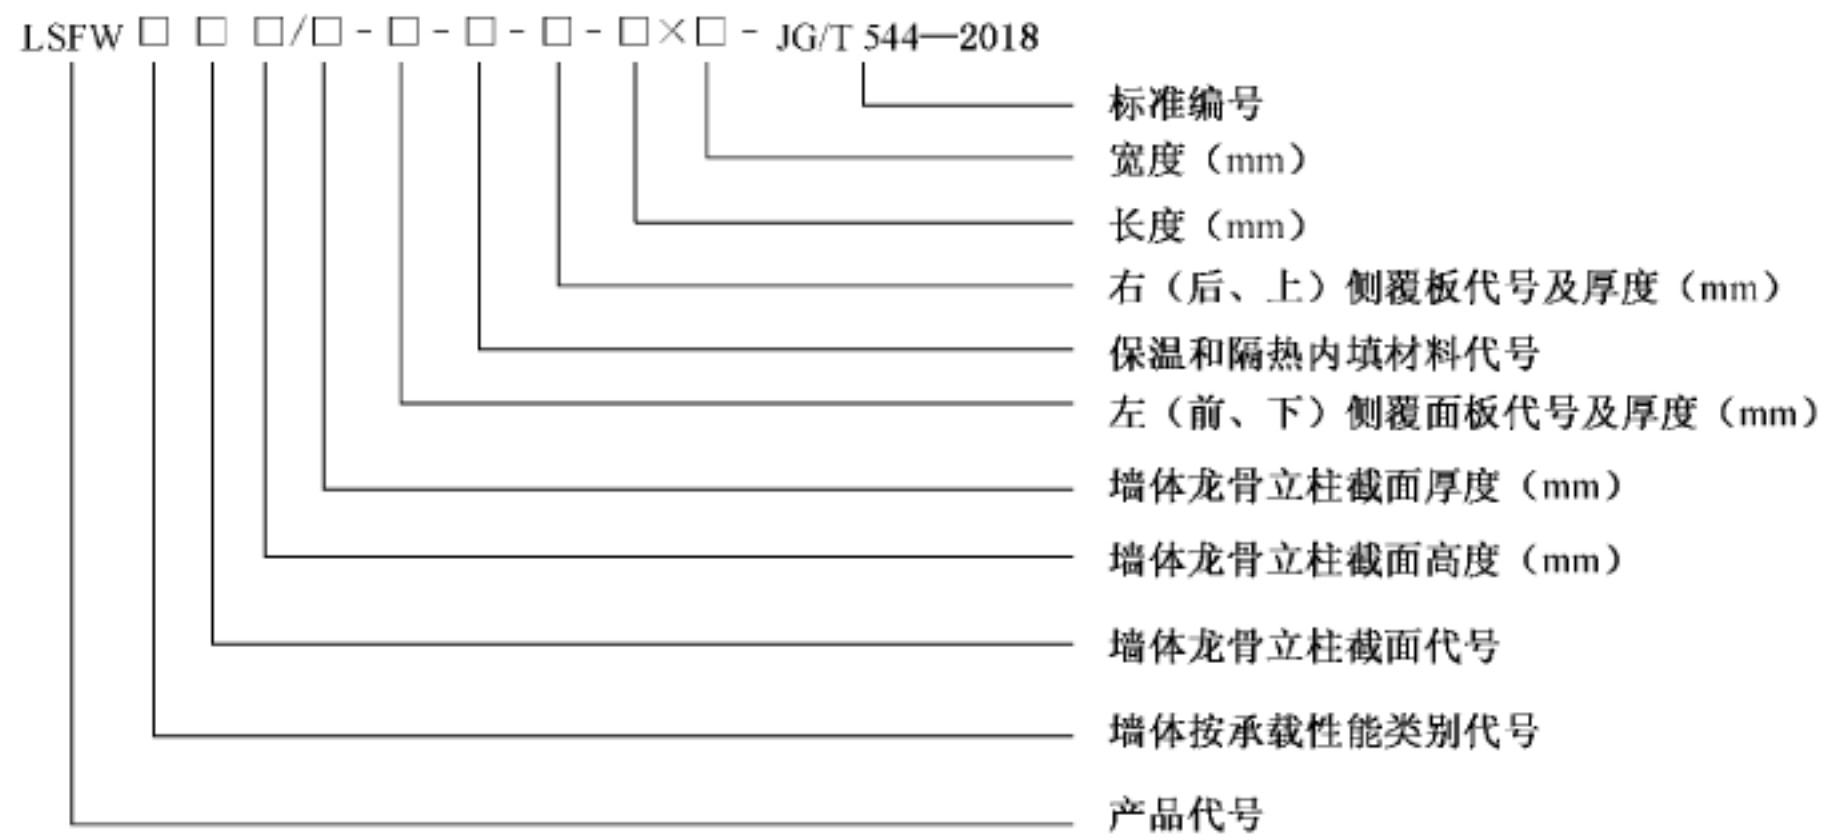 LSFW□ □ □/□-□-□-□-□×□- JG/T 544—2018
标准编号
宽度（mm）
长度（mm）
右（后、上）侧覆板代号及厚度（mm）
保温和隔热内填材料代号
左（前、下）侧覆面板代号及厚度（mm）
墙体龙骨立柱截面厚度（mm）
墙体龙骨立柱截面高度（mm）
墙体龙骨立柱截面代号
墙体按承载性能类别代号
产品代号